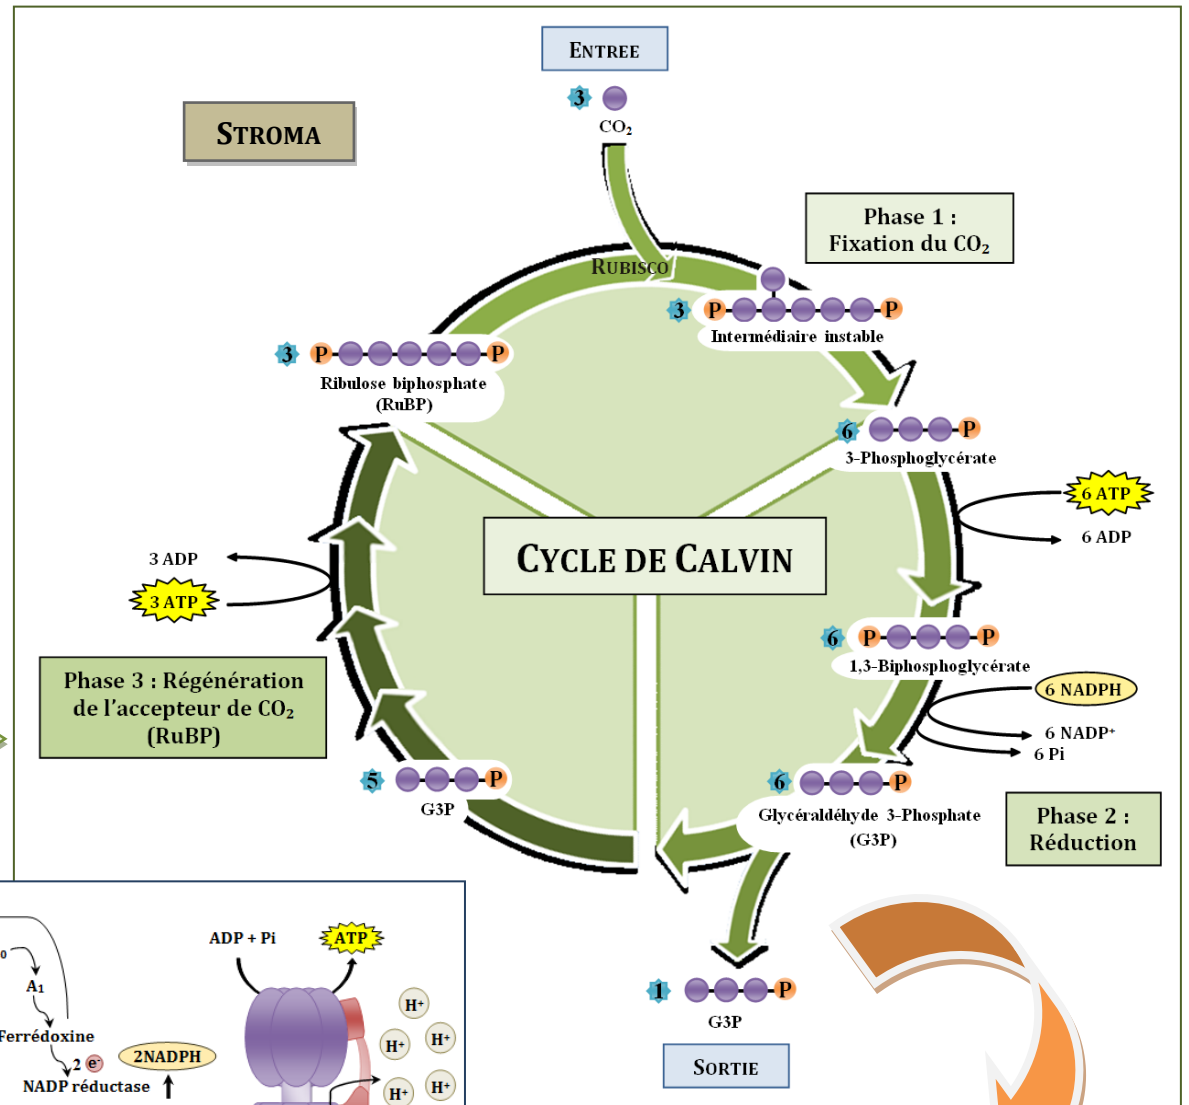 ENTREE
3
CO₂
STROMA
Phase 1 :
Fixation du CO₂
RUBISCO
3 P P
Intermédiaire instable
3 P P
Ribulose biphosphate
(RuBP)
6 P
3-Phosphoglycérate
6 ATP
6 ADP
CYCLE DE CALVIN
3 ADP
3 ATP
6 P P
1,3-Biphosphoglycérate
6 NADPH
6 NADP⁺
6 Pi
Phase 3 : Régénération
de l'accepteur de CO₂
(RuBP)
5 P
G3P
6 P
Glycéraldéhyde 3-Phosphate
(G3P)
Phase 2 :
Réduction
1 P
G3P
SORTIE
ADP + Pi
ATP
0
A₁
Ferrédoxine
2 e⁻
2NADPH
NADP réductase
H⁺
H⁺
H⁺
H⁺
H⁺